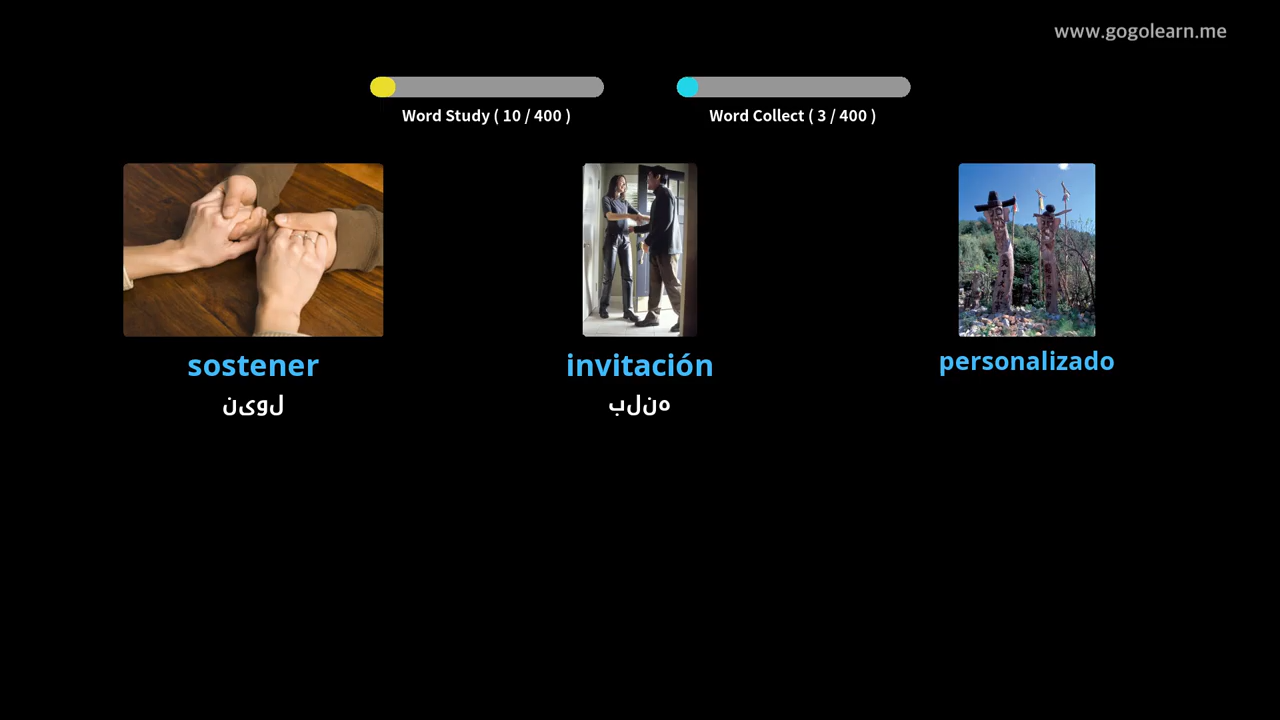 www.gogolearn.me
Word Study ( 10 / 400 )
Word Collect ( 3 / 400 )
sostener
invitación
personalizado
نیول
بلنه